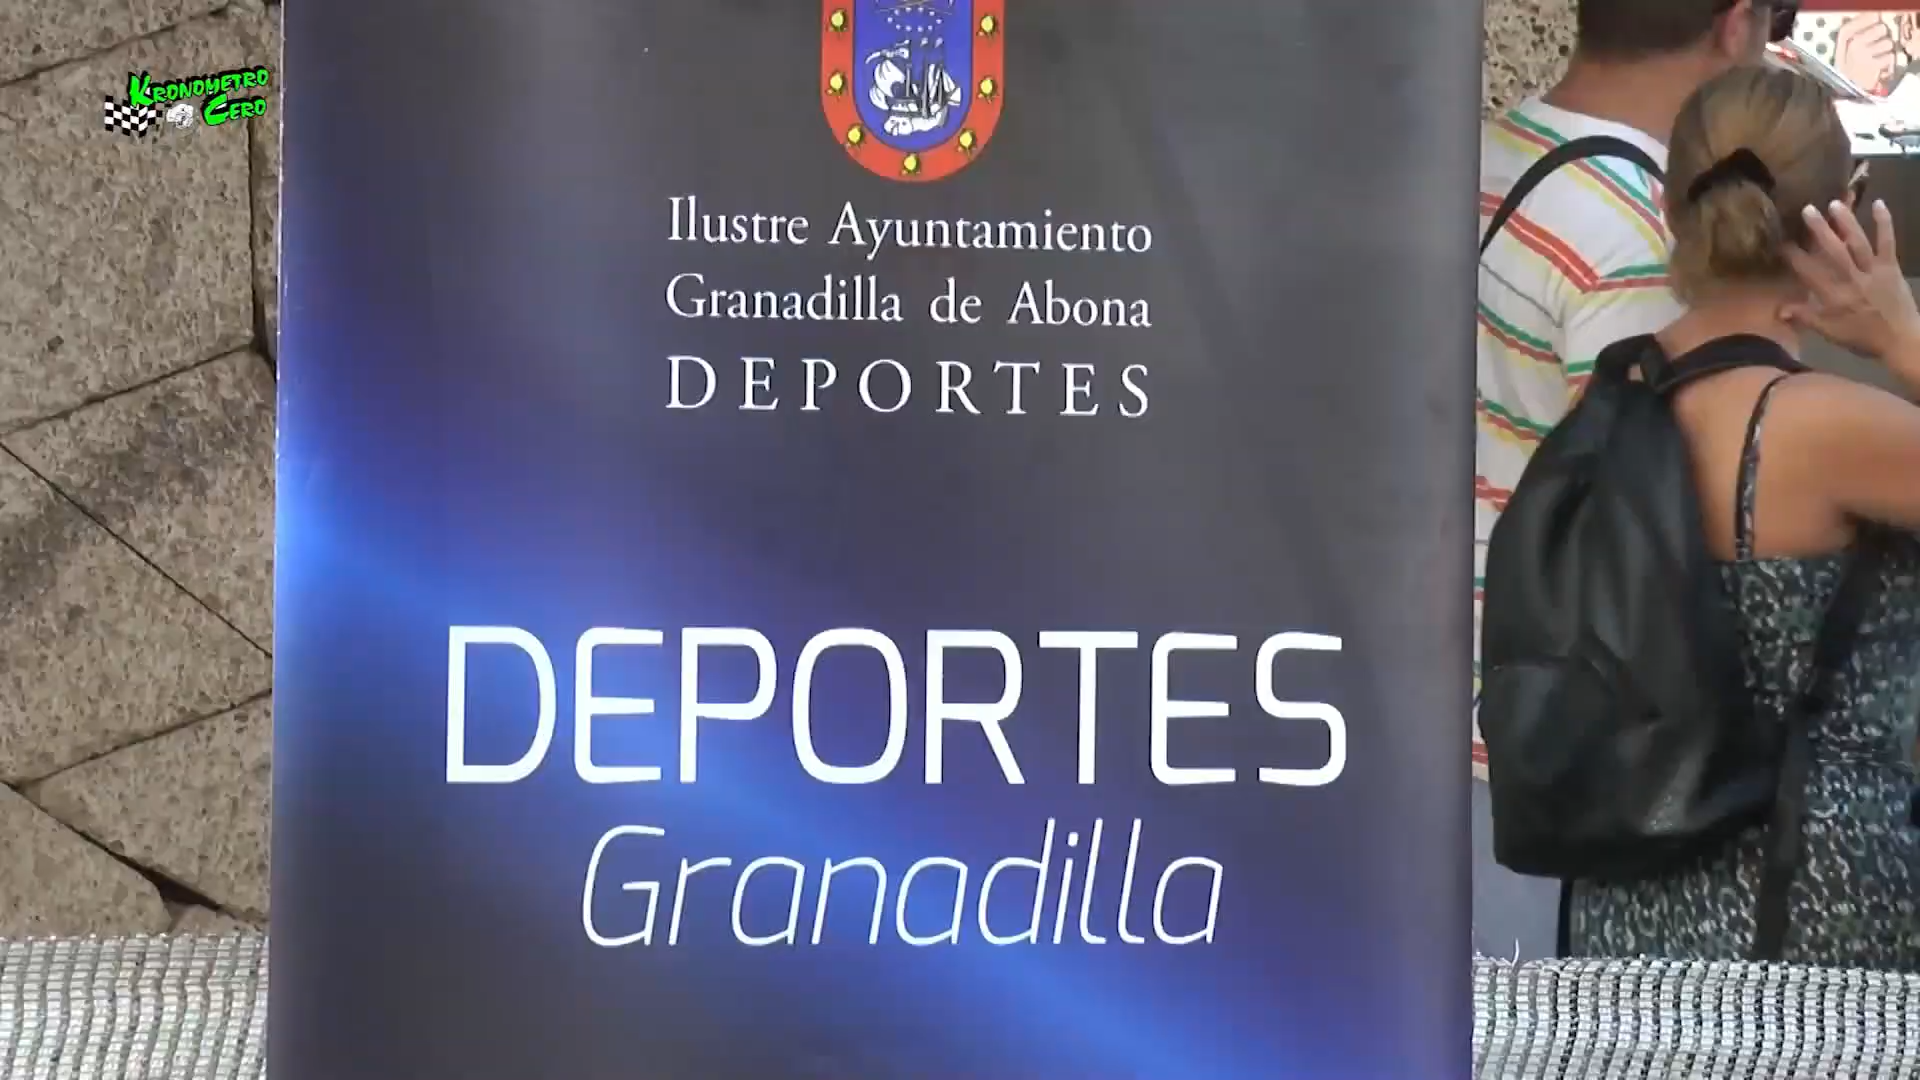 KRONOMETRO
CERO
Ilustre Ayuntamiento
Granadilla de Abona
DEPORTES
DEPORTES
Granadilla